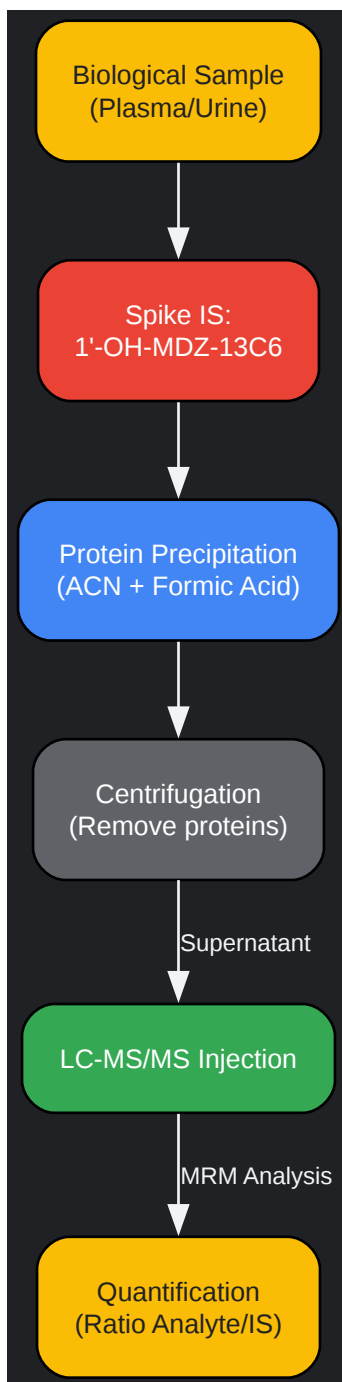 Biological Sample
(Plasma/Urine)
Spike IS:
1'-OH-MDZ-13C6
Protein Precipitation
(ACN + Formic Acid)
Centrifugation
(Remove proteins)
Supernatant
LC-MS/MS Injection
MRM Analysis
Quantification
(Ratio Analyte/IS)